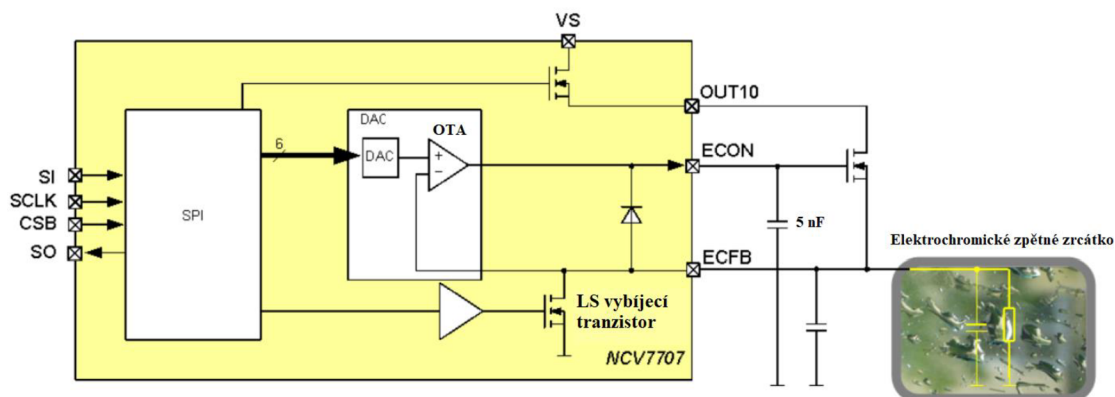 VS
OUT10
DAC
OTA
6
DAC
+
−
ECON
SI
SCLK
CSB
SO
SPI
5 nF
Elektrochromické zpětné zrcátko
ECFB
LS vybíjecí
tranzistor
NCV7707